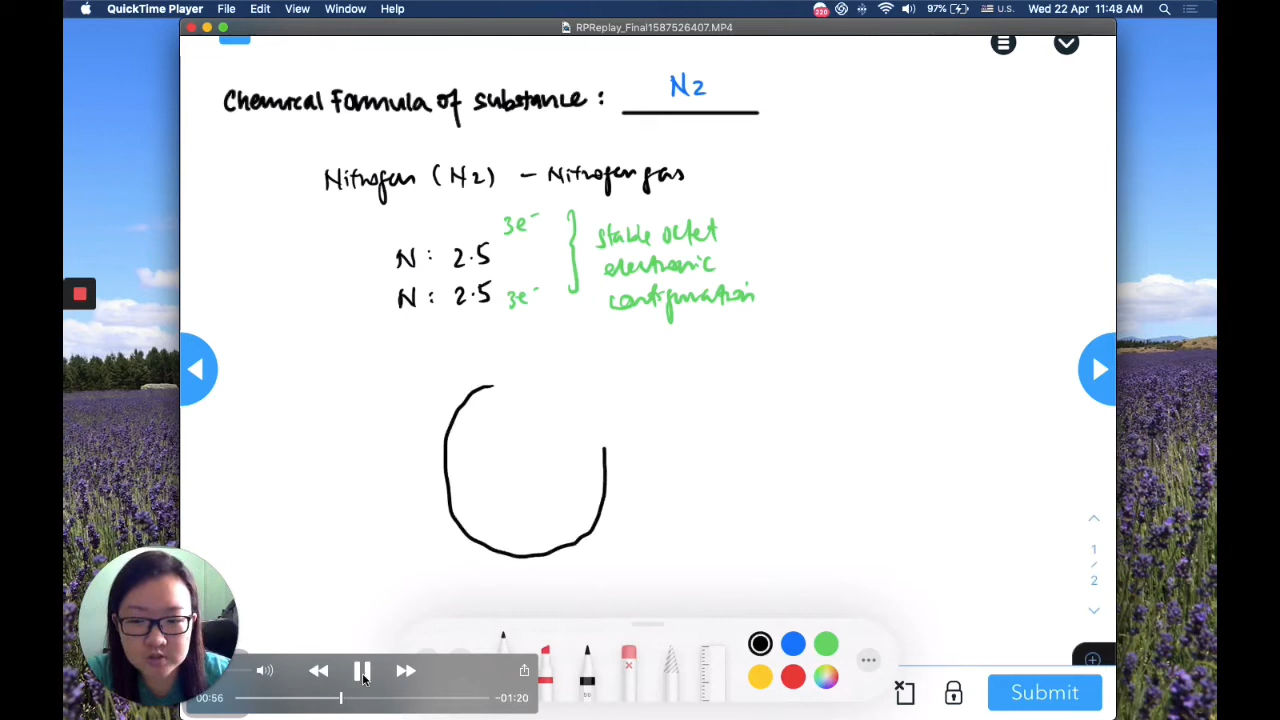 QuickTime Player File Edit View Window Help 220 97% U.S. Wed 22 Apr 11:48 AM
RPReplay_Final1587526407.MP4
Chemical Formula of substance: N2
Nitrogen (N2) - Nitrogen gas
3e-
N: 2.5
N: 2.5 3e-
stable octet
electronic
configuration
1
/
2
00:56 -01:20
Submit